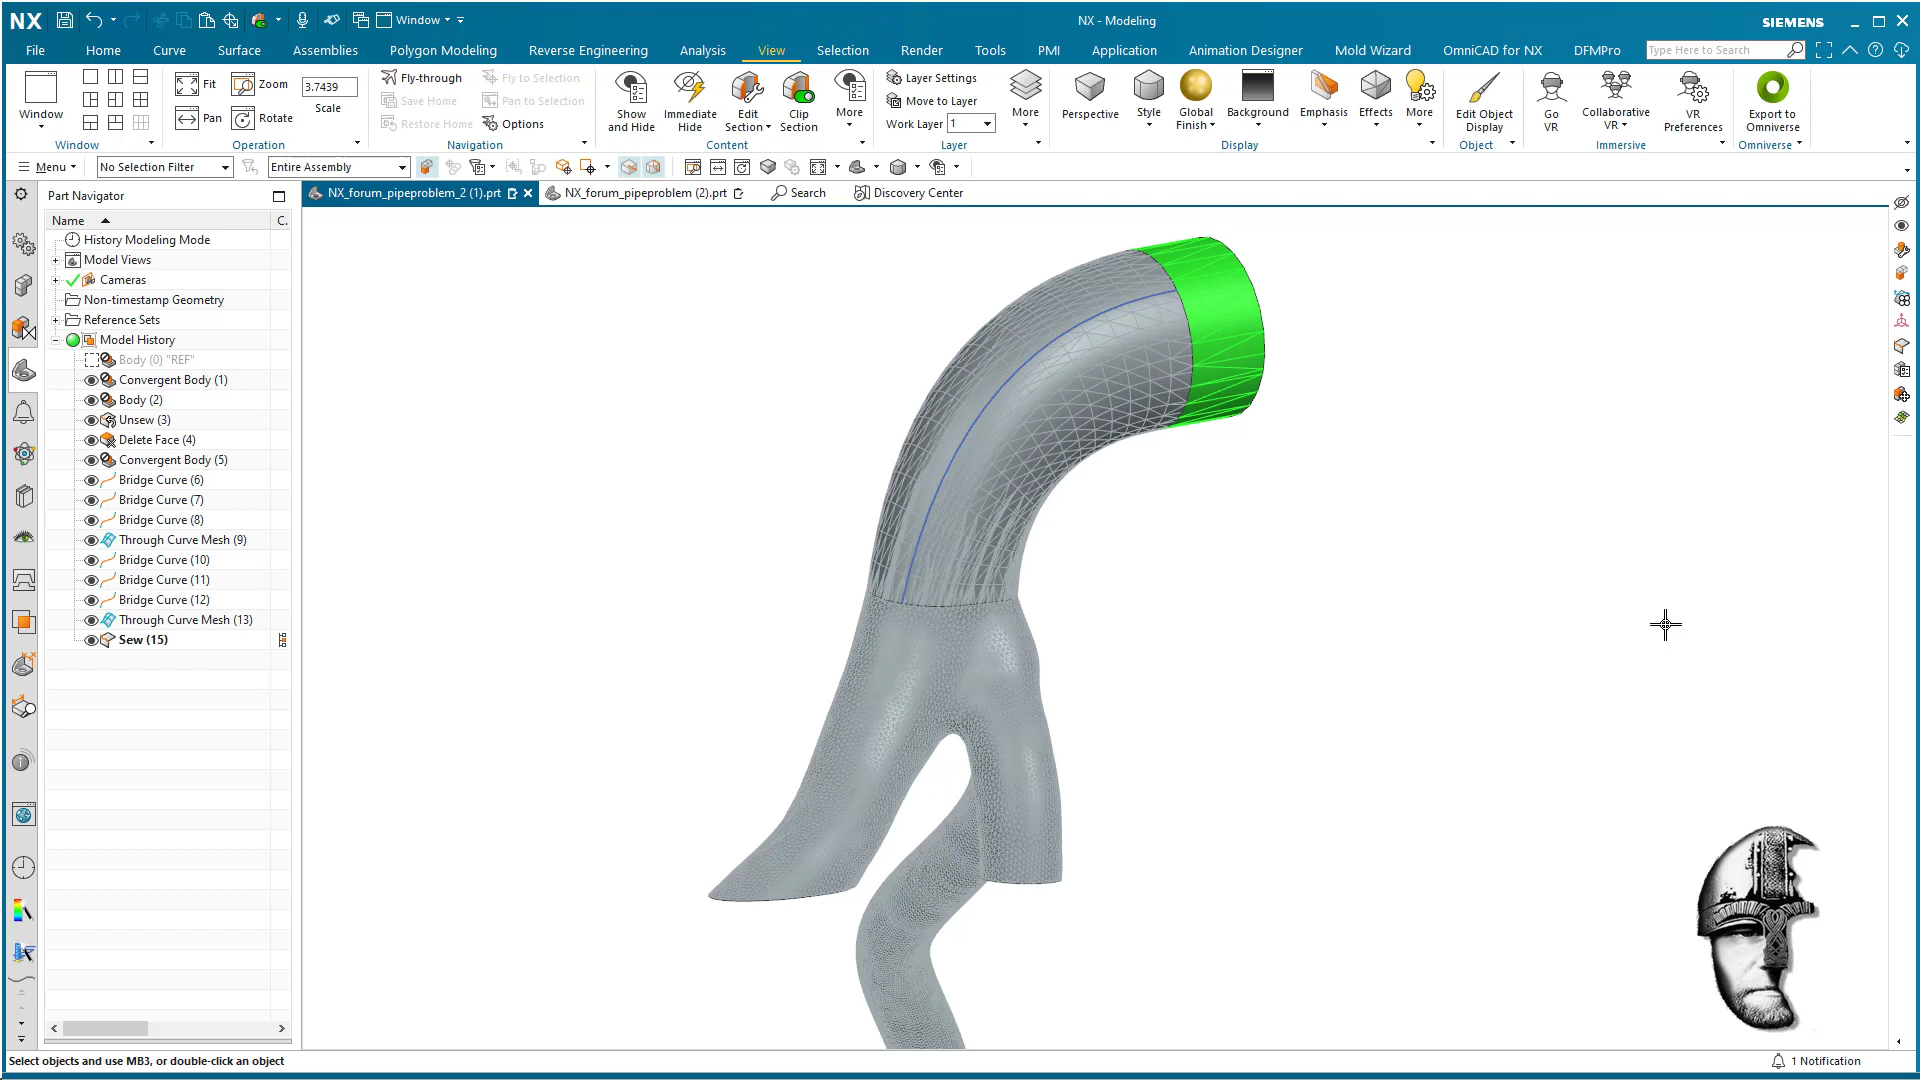 NX
Window
NX - Modeling
SIEMENS
File Home Curve Surface Assemblies Polygon Modeling Reverse Engineering Analysis View Selection Render Tools PMI Application Animation Designer Mold Wizard OmniCAD for NX DFMPro Type Here to Search
Window
Window
Fit Zoom 3.7439
Pan Rotate Scale
Operation
Fly-through Fly to Selection
Save Home Pan to Selection
Restore Home Options
Navigation
Show and Hide
Immediate Hide
Edit Section
Clip Section
More
Content
Layer Settings
Move to Layer
Work Layer 1
More
Layer
Perspective
Style
Global Finish
Background
Emphasis
Effects
More
Display
Edit Object Display
Object
Go VR
Collaborative VR
VR Preferences
Immersive
Export to Omniverse
Omniverse
Menu No Selection Filter Entire Assembly
Part Navigator
NX_forum_pipeproblem_2 (1).prt NX_forum_pipeproblem (2).prt Search Discovery Center
Name C.
History Modeling Mode
Model Views
Cameras
Non-timestamp Geometry
Reference Sets
Model History
Body (0) "REF"
Convergent Body (1)
Body (2)
Unsew (3)
Delete Face (4)
Convergent Body (5)
Bridge Curve (6)
Bridge Curve (7)
Bridge Curve (8)
Through Curve Mesh (9)
Bridge Curve (10)
Bridge Curve (11)
Bridge Curve (12)
Through Curve Mesh (13)
Sew (15)
Select objects and use MB3, or double-click an object
1 Notification